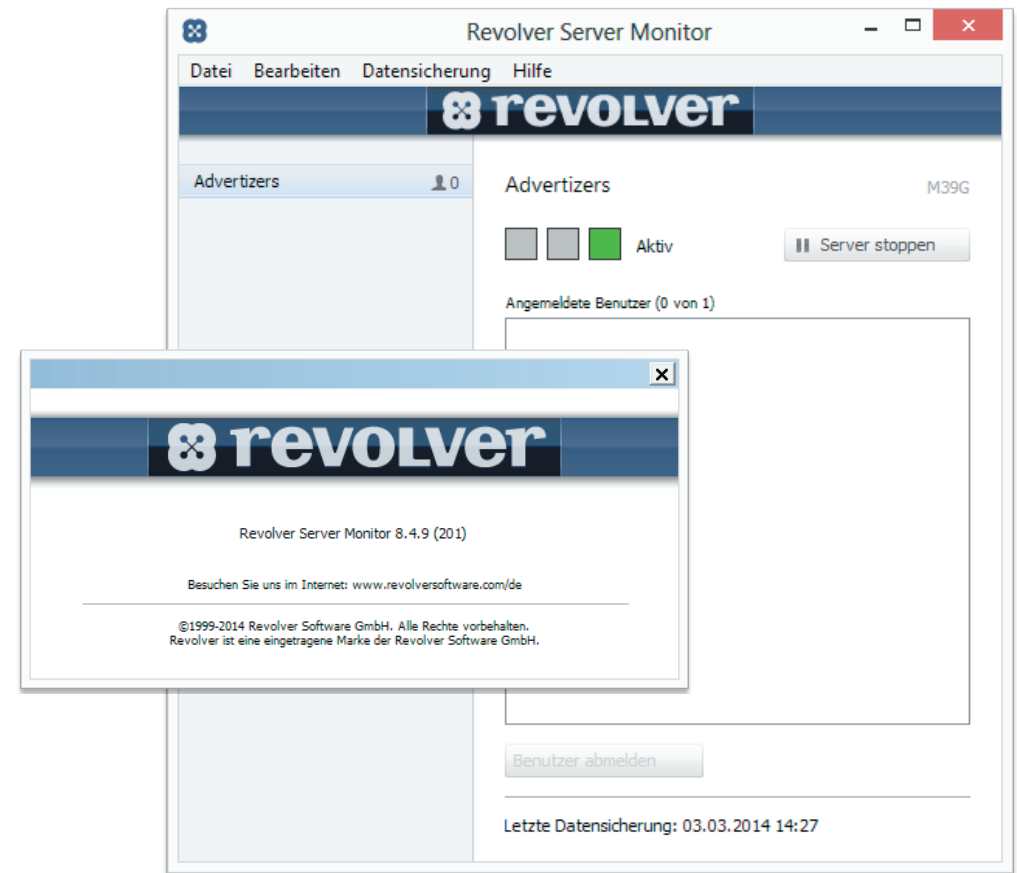 Revolver Server Monitor
Datei Bearbeiten Datensicherung Hilfe
revolver
Advertizers 0
Advertizers M39G
Aktiv Server stoppen
Angemeldete Benutzer (0 von 1)
revolver
Revolver Server Monitor 8.4.9 (201)
Besuchen Sie uns im Internet: www.revolversoftware.com/de
©1999-2014 Revolver Software GmbH. Alle Rechte vorbehalten.
Revolver ist eine eingetragene Marke der Revolver Software GmbH.
Benutzer abmelden
Letzte Datensicherung: 03.03.2014 14:27